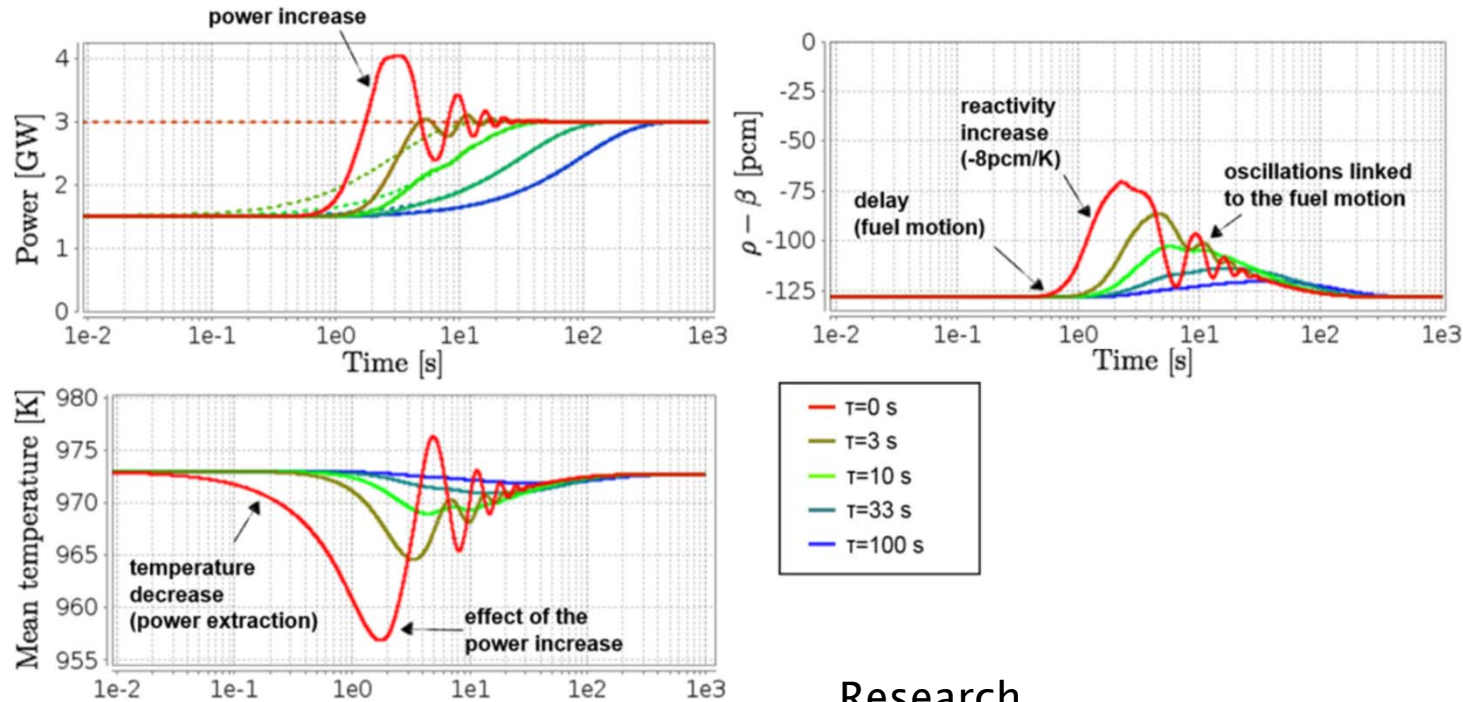 power increase
Power [GW]
4
3
2
1
0
1e-2 1e-1 1e0 1e1 1e2 1e3
Time [s]
ρ − β [pcm]
0
-25
-50
-75
-100
-125
reactivity
increase
(-8pcm/K)
delay
(fuel motion)
oscillations linked
to the fuel motion
1e-2 1e-1 1e0 1e1 1e2 1e3
Time [s]
Mean temperature [K]
980
975
970
965
960
955
temperature
decrease
(power extraction)
effect of the
power increase
1e-2 1e-1 1e0 1e1 1e2 1e3
τ=0 s
τ=3 s
τ=10 s
τ=33 s
τ=100 s
Research